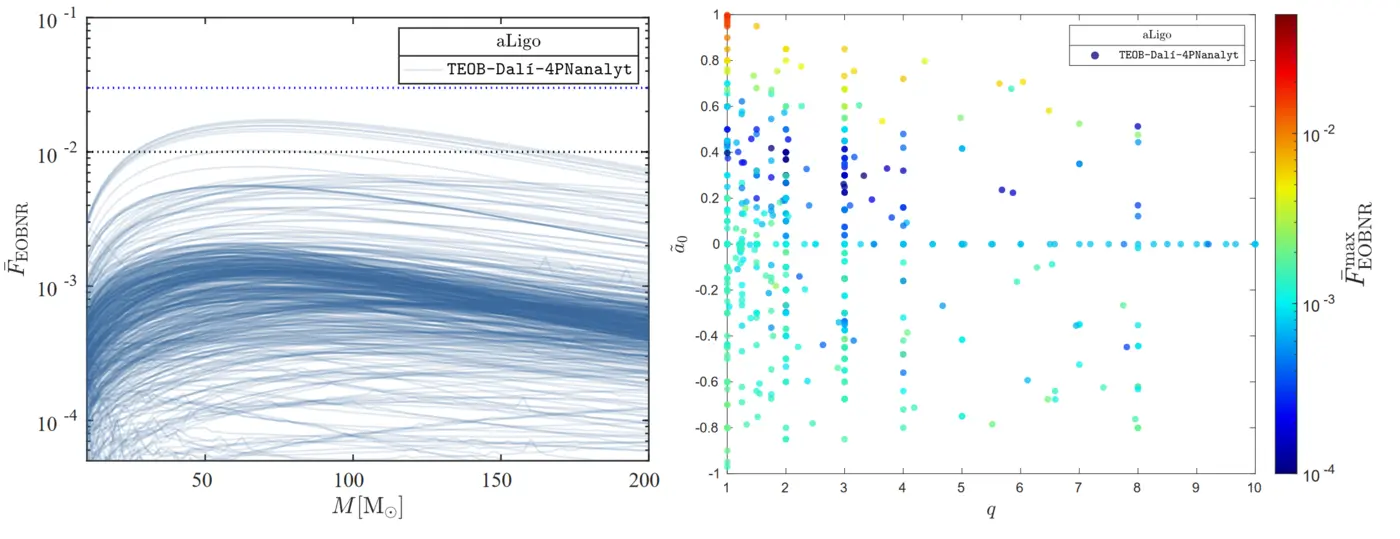 10⁻¹
aLigo
TEOB-Dalí-4PNanalyt
10⁻²
10⁻³
10⁻⁴
F̄EOBNR
50 100 150 200
M[M⊙]
1
0.8
0.6
0.4
0.2
0
-0.2
-0.4
-0.6
-0.8
-1
ã₀
aLigo
TEOB-Dalí-4PNanalyt
1 2 3 4 5 6 7 8 9 10
q
10⁻²
10⁻³
10⁻⁴
F̄ᵐᵃˣEOBNR